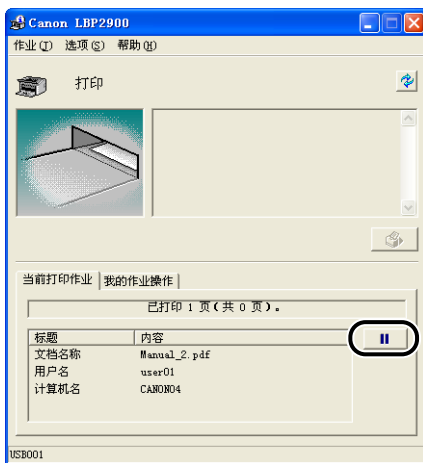 Canon LBP2900
作业(J) 选项(S) 帮助(H)
打印
当前打印作业 我的作业操作
已打印 1 页(共 0 页)。
标题 内容
文档名称 Manual_2.pdf
用户名 user01
计算机名 CANON04
USB001